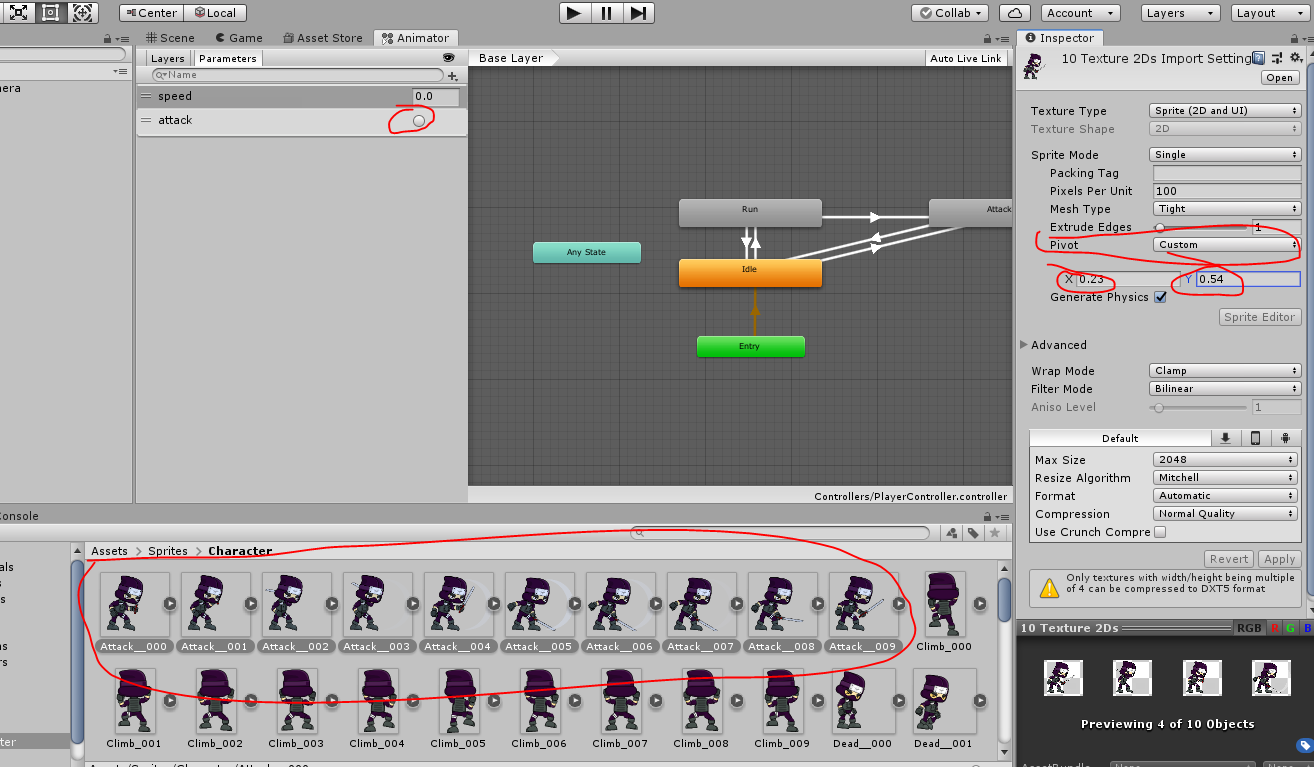 Center Local Collab Account Layers Layout
Scene Game Asset Store Animator Inspector
Layers Parameters Base Layer Auto Live Link
Name
speed 0.0
attack
Run
Attack
Any State
Idle
Entry
Controllers/PlayerController.controller
10 Texture 2Ds Import Setting
Open
Texture Type Sprite (2D and UI)
Texture Shape 2D
Sprite Mode Single
Packing Tag
Pixels Per Unit 100
Mesh Type Tight
Extrude Edges 1
Pivot Custom
X 0.23 Y 0.54
Generate Physics
Sprite Editor
Advanced
Wrap Mode Clamp
Filter Mode Bilinear
Aniso Level 1
Default
Max Size 2048
Resize Algorithm Mitchell
Format Automatic
Compression Normal Quality
Use Crunch Compre
Revert Apply
Only textures with width/height being multiple
of 4 can be compressed to DXT5 format
10 Texture 2Ds RGB R G B
Previewing 4 of 10 Objects
Assets > Sprites > Character
Attack__000 Attack__001 Attack__002 Attack__003 Attack__004 Attack__005 Attack__006 Attack__007 Attack__008 Attack__009 Climb_000
Climb_001 Climb_002 Climb_003 Climb_004 Climb_005 Climb_006 Climb_007 Climb_008 Climb_009 Dead__000 Dead__001